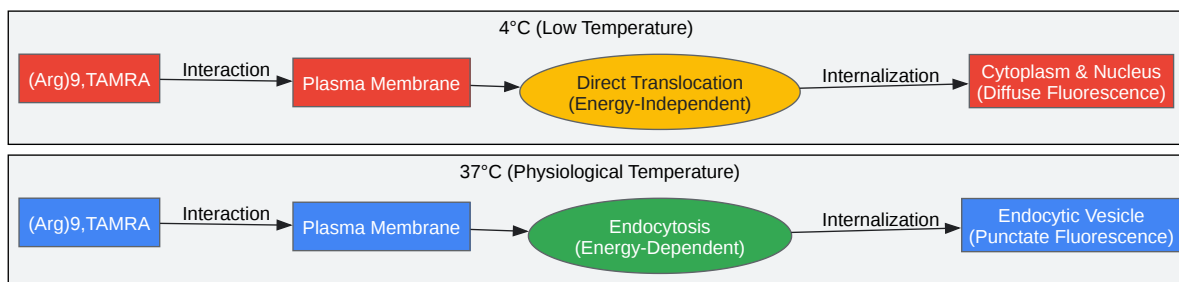 4°C (Low Temperature)
(Arg)9,TAMRA
Interaction
Plasma Membrane
Direct Translocation
(Energy-Independent)
Internalization
Cytoplasm & Nucleus
(Diffuse Fluorescence)
37°C (Physiological Temperature)
(Arg)9,TAMRA
Interaction
Plasma Membrane
Endocytosis
(Energy-Dependent)
Internalization
Endocytic Vesicle
(Punctate Fluorescence)